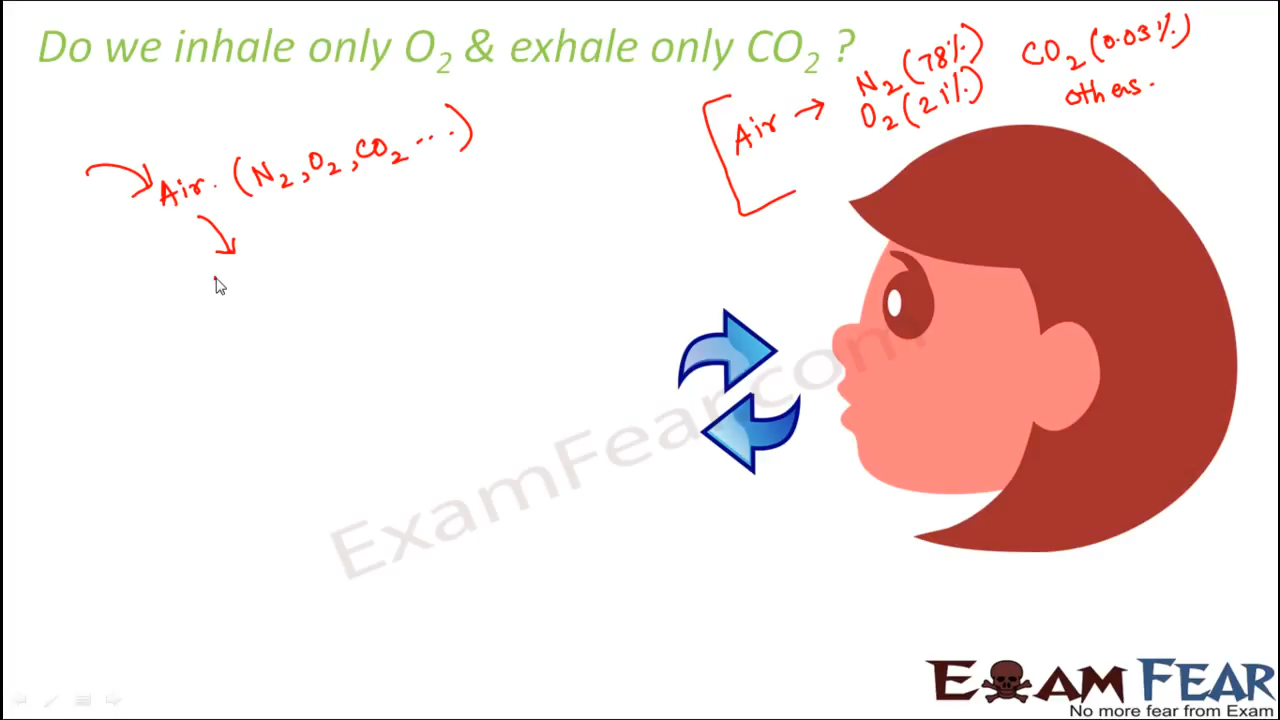 Do we inhale only O₂ & exhale only CO₂ ?
Air → N₂ (78%) CO₂ (0.03%)
O₂ (21%) others.
Air. (N₂, O₂, CO₂ ...)
ExamFear.com
EXAM FEAR
No more fear from Exam